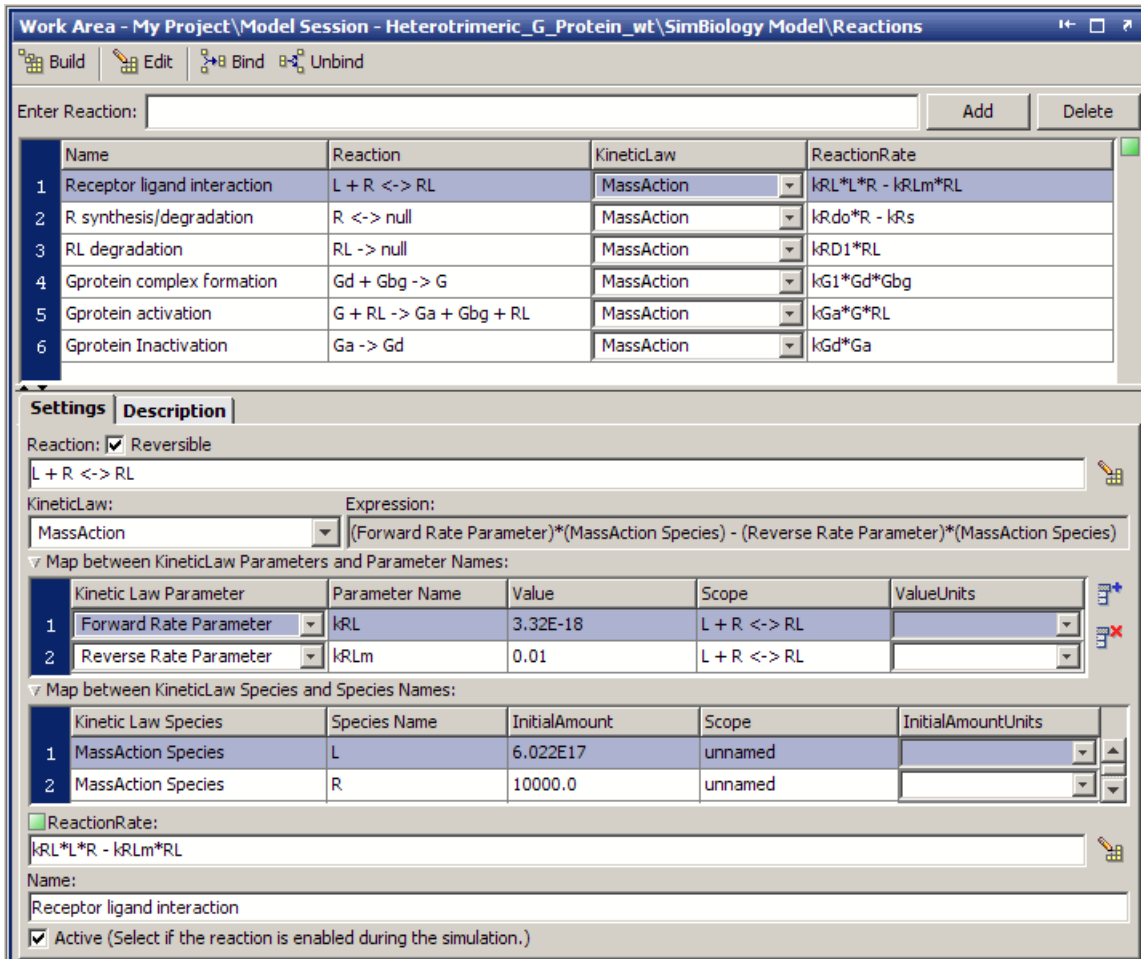 Work Area - My Project\Model Session - Heterotrimeric_G_Protein_wt\SimBiology Model\Reactions
Build Edit Bind Unbind
Enter Reaction: Add Delete
Name Reaction KineticLaw ReactionRate
1 Receptor ligand interaction L + R <-> RL MassAction kRL*L*R - kRLm*RL
2 R synthesis/degradation R <-> null MassAction kRdo*R - kRs
3 RL degradation RL -> null MassAction kRD1*RL
4 Gprotein complex formation Gd + Gbg -> G MassAction kG1*Gd*Gbg
5 Gprotein activation G + RL -> Ga + Gbg + RL MassAction kGa*G*RL
6 Gprotein Inactivation Ga -> Gd MassAction kGd*Ga
Settings Description
Reaction: Reversible
L + R <-> RL
KineticLaw: Expression:
MassAction (Forward Rate Parameter)*(MassAction Species) - (Reverse Rate Parameter)*(MassAction Species)
Map between KineticLaw Parameters and Parameter Names:
Kinetic Law Parameter Parameter Name Value Scope ValueUnits
1 Forward Rate Parameter kRL 3.32E-18 L + R <-> RL
2 Reverse Rate Parameter kRLm 0.01 L + R <-> RL
Map between KineticLaw Species and Species Names:
Kinetic Law Species Species Name InitialAmount Scope InitialAmountUnits
1 MassAction Species L 6.022E17 unnamed
2 MassAction Species R 10000.0 unnamed
ReactionRate:
kRL*L*R - kRLm*RL
Name:
Receptor ligand interaction
Active (Select if the reaction is enabled during the simulation.)